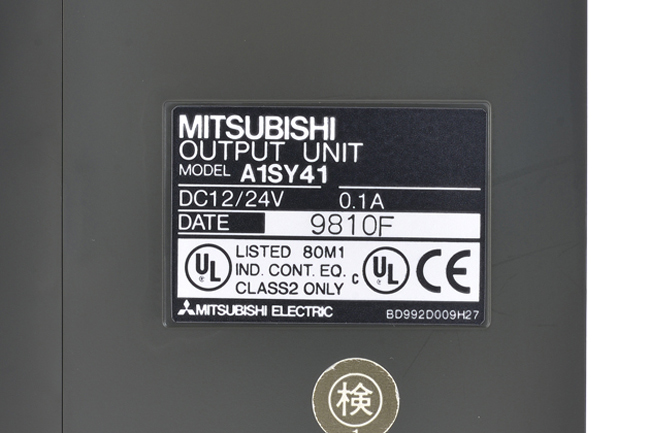 MITSUBISHI
OUTPUT UNIT
MODEL A1SY41
DC12/24V 0.1A
DATE 9810F
UL LISTED 80M1 c UL CE
IND. CONT. EQ.
CLASS2 ONLY
MITSUBISHI ELECTRIC BD992D009H27
検
1